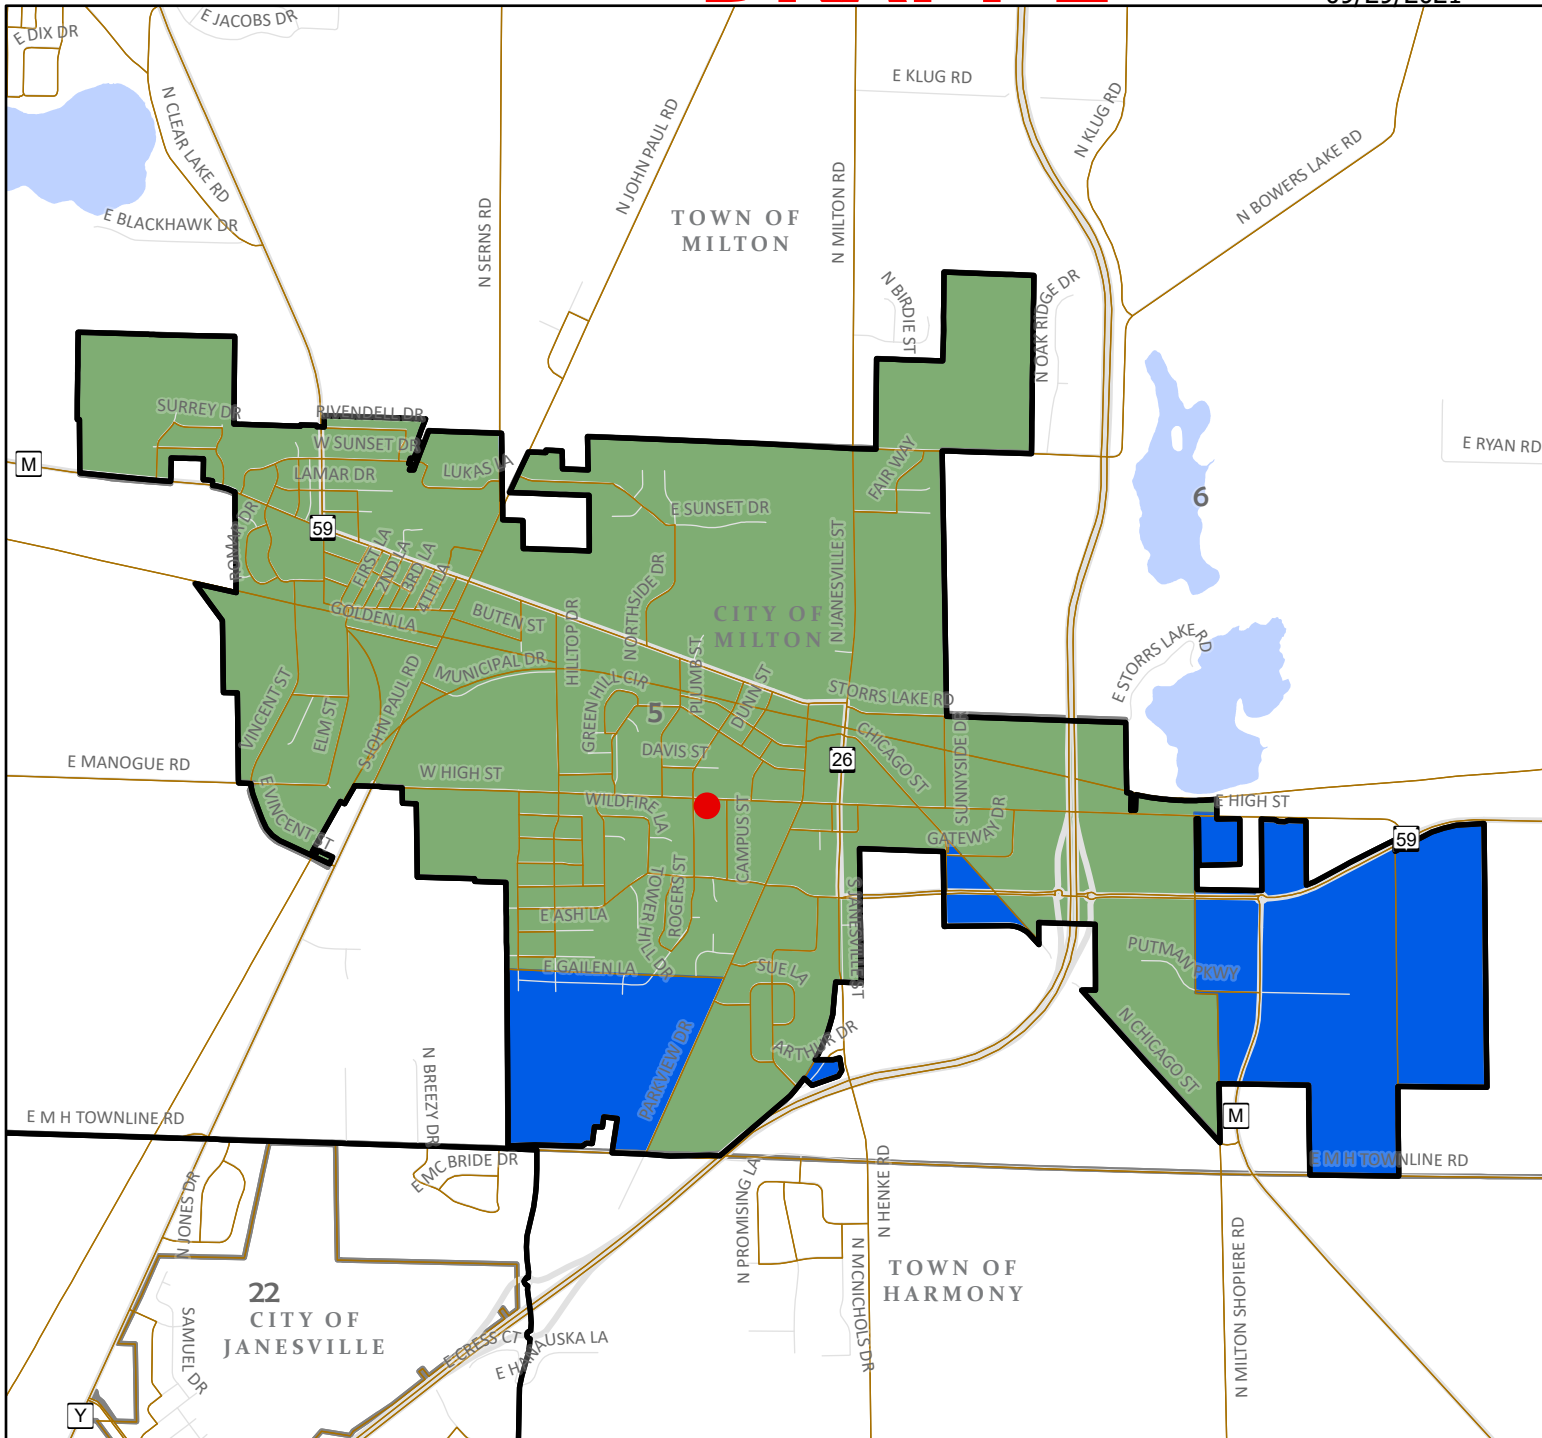 09/29/2021
E JACOBS DR
E DIX DR
E KLUG RD
N CLEAR LAKE RD
N JOHN PAUL RD
N KLUG RD
N BOWERS LAKE RD
E BLACKHAWK DR
N SERNS RD
TOWN OF
MILTON
N MILTON RD
N BIRDIE ST
N OAK RIDGE DR
SURREY DR
RIVENDELL DR
W SUNSET DR
E RYAN RD
M
LAMAR DR
LUKAS LA
FAIR WAY
6
59
ROMAN DR
E SUNSET DR
FIRST LA
2ND LA
3RD LA
4TH LA
NORTHSIDE DR
N JANESVILLE ST
GOLDEN LA
BUTEN ST
HILLTOP DR
CITY OF
MILTON
E STORRS LAKE RD
MUNICIPAL DR
PLUMB ST
VINCENT ST
ELM ST
S JOHN PAUL RD
GREEN HILL CIR
DUNN ST
STORRS LAKE RD
5
DAVIS ST
CHICAGO ST
SUNNYSIDE DR
E MANOGUE RD
W HIGH ST
26
E VINCENT ST
WILDFIRE LA
CAMPUS ST
E HIGH ST
GATEWAY DR
59
TOWER HILL DR
ROGERS ST
E ASH LA
S JANESVILLE ST
E GAILEN LA
SUE LA
PUTMAN PKWY
PARKVIEW DR
ARTHUR DR
N CHICAGO ST
N BREEZY DR
E M H TOWNLINE RD
M
E MC BRIDE DR
E M H TOWNLINE RD
N JONES DR
N PROMISING LA
N HENKE RD
N MCNICHOLS DR
N MILTON SHOPIERE RD
TOWN OF
HARMONY
22
CITY OF
JANESVILLE
SAMUEL DR
E CRESS CT
E HANAUSKA LA
Y